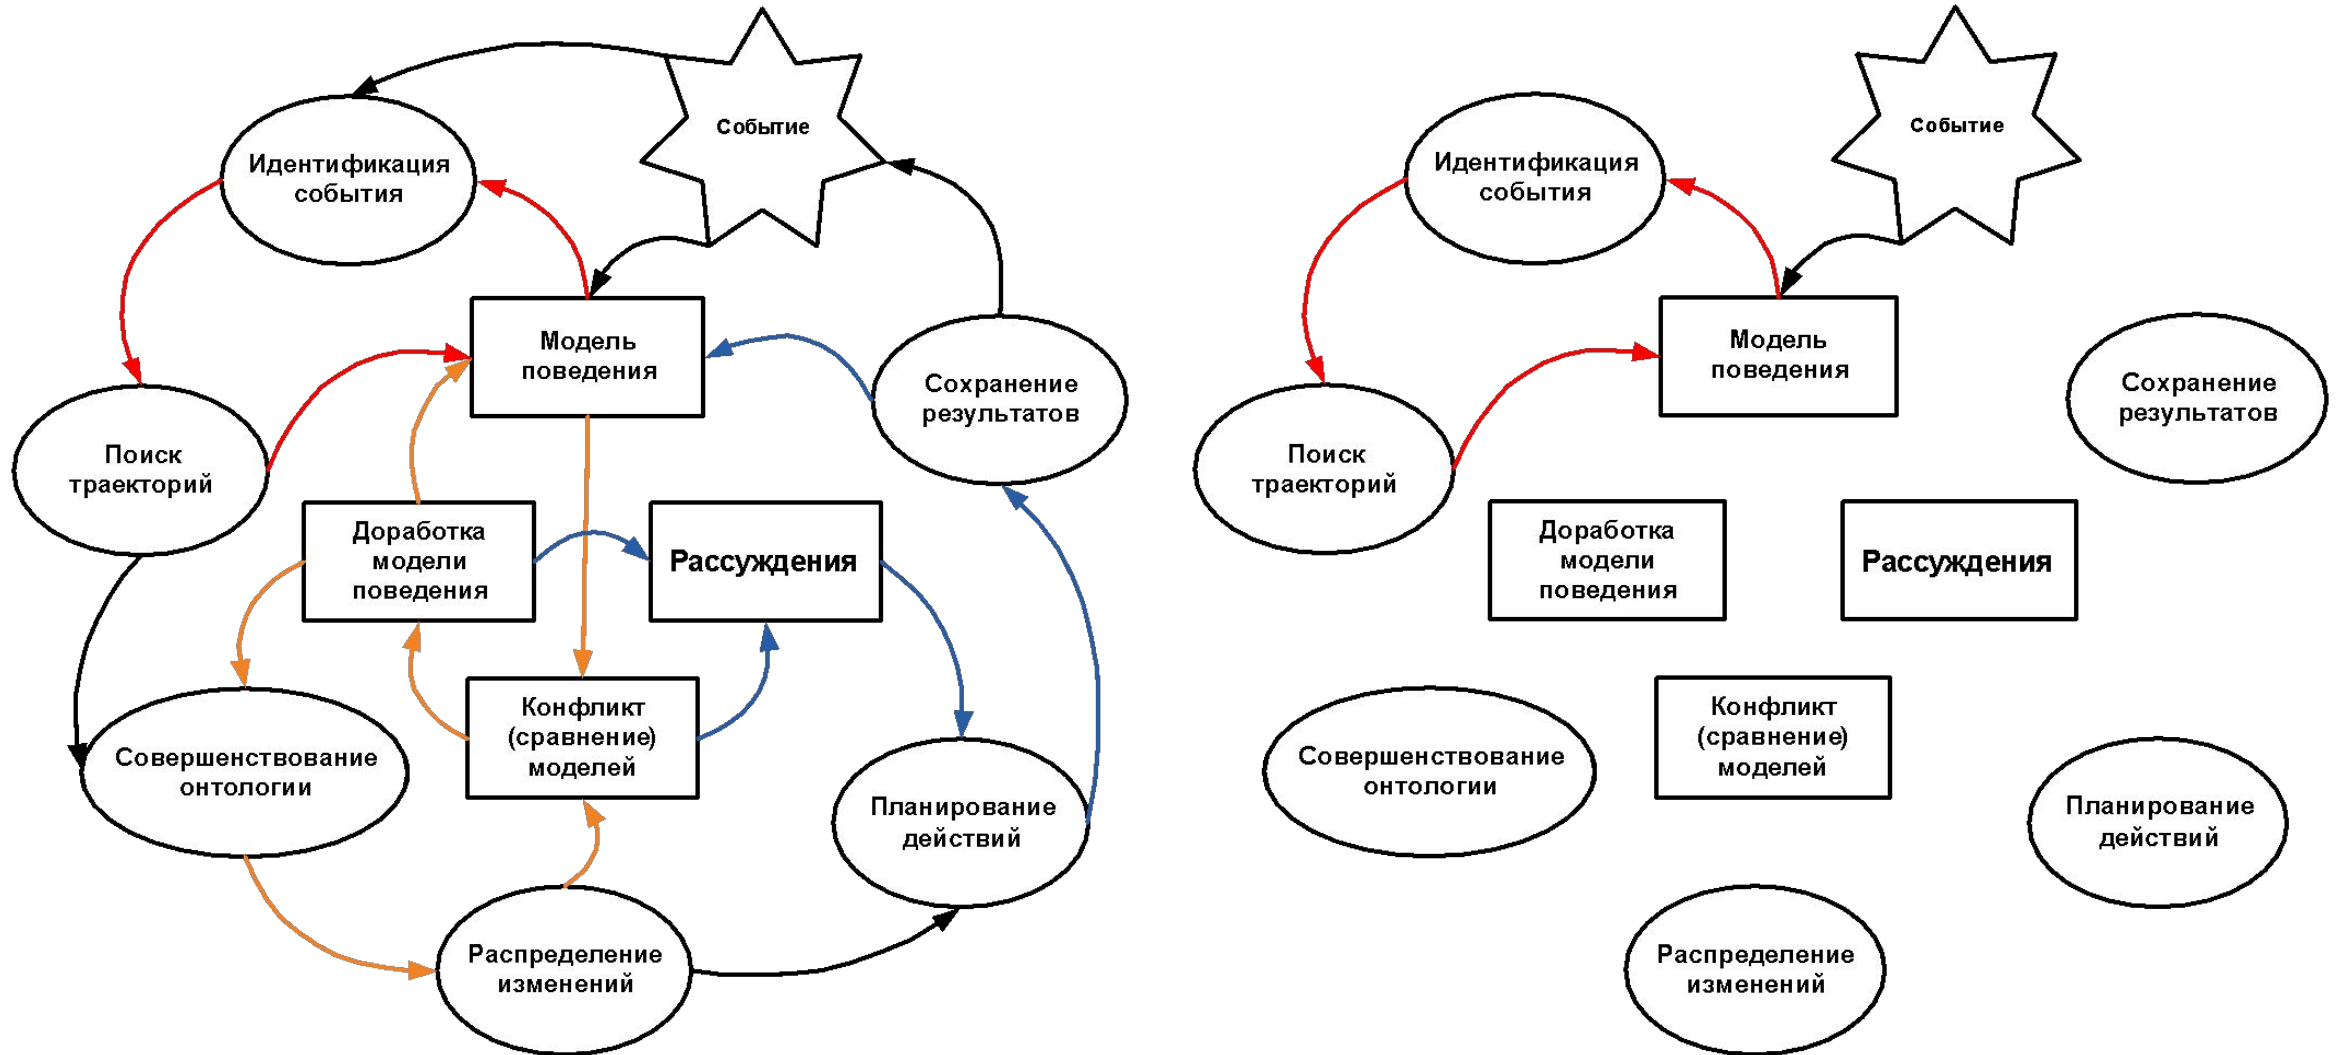 Событие
Идентификация
события
Модель
поведения
Сохранение
результатов
Поиск
траекторий
Доработка
модели
поведения
Рассуждения
Конфликт
(сравнение)
моделей
Совершенствование
онтологии
Планирование
действий
Распределение
изменений
Событие
Идентификация
события
Модель
поведения
Сохранение
результатов
Поиск
траекторий
Доработка
модели
поведения
Рассуждения
Конфликт
(сравнение)
моделей
Совершенствование
онтологии
Планирование
действий
Распределение
изменений